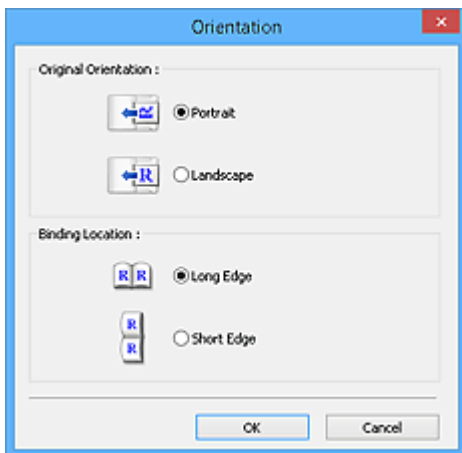 Orientation
Original Orientation :
R
Portrait
R
Landscape
Binding Location :
R R
Long Edge
R
R
Short Edge
OK
Cancel